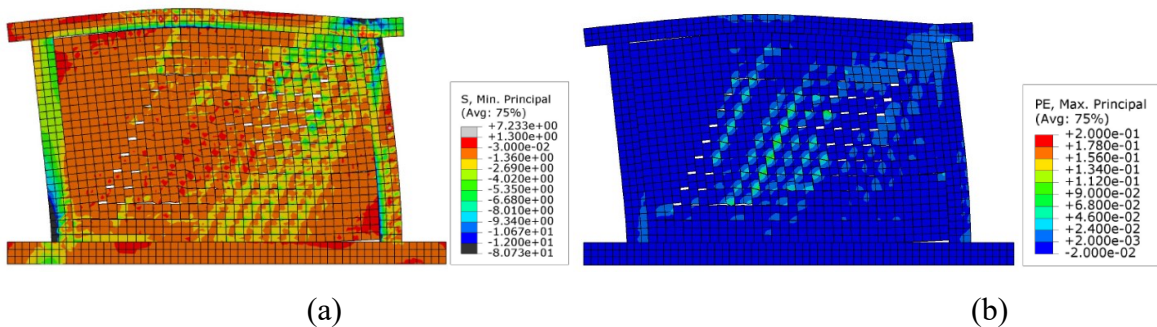 S, Min. Principal
(Avg: 75%)
+7.233e+00
+1.300e+00
-3.000e-02
-1.360e+00
-2.690e+00
-4.020e+00
-5.350e+00
-6.680e+00
-8.010e+00
-9.340e+00
-1.067e+01
-1.200e+01
-8.073e+01
PE, Max. Principal
(Avg: 75%)
+2.000e-01
+1.780e-01
+1.560e-01
+1.340e-01
+1.120e-01
+9.000e-02
+6.800e-02
+4.600e-02
+2.400e-02
+2.000e-03
-2.000e-02
(a)
(b)